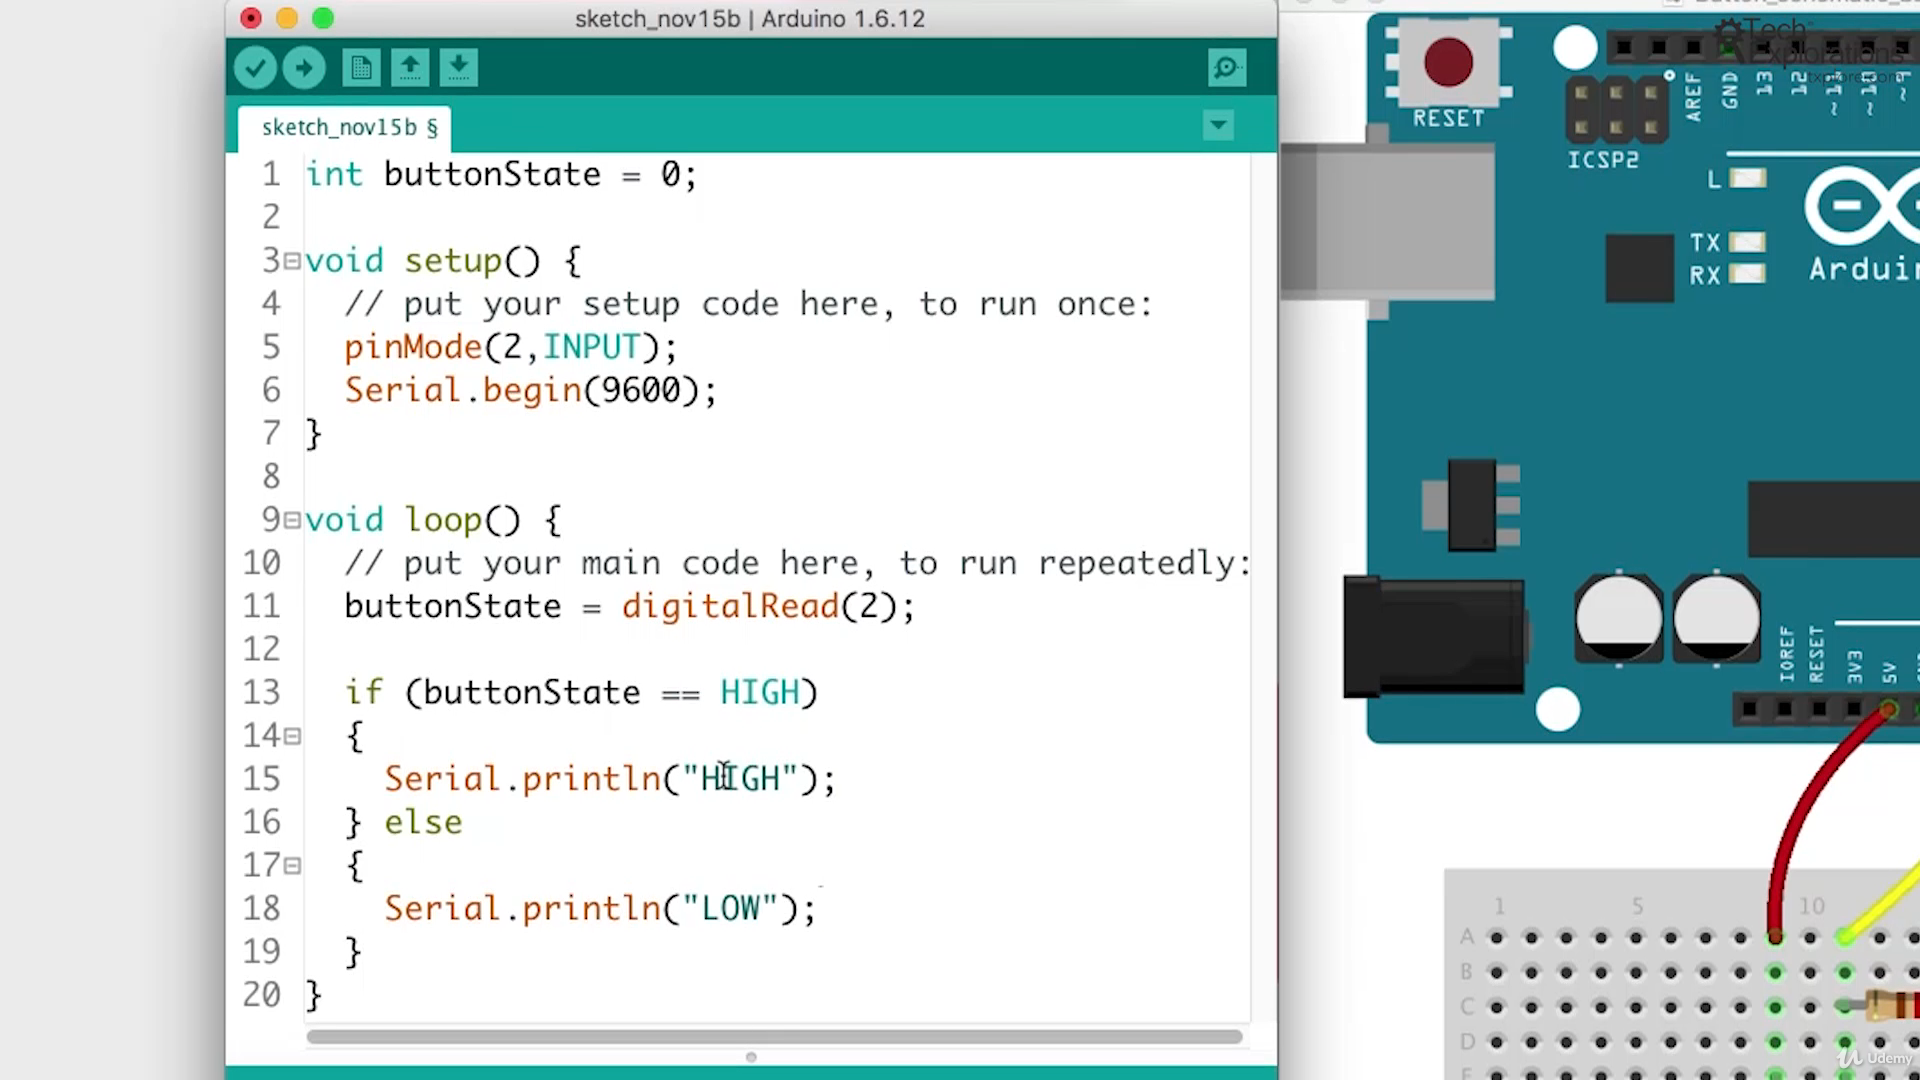 sketch_nov15b | Arduino 1.6.12
sketch_nov15b §
1 int buttonState = 0;
2
3 void setup() {
4 // put your setup code here, to run once:
5 pinMode(2,INPUT);
6 Serial.begin(9600);
7 }
8
9 void loop() {
10 // put your main code here, to run repeatedly:
11 buttonState = digitalRead(2);
12
13 if (buttonState == HIGH)
14 {
15 Serial.println("HIGH");
16 } else
17 {
18 Serial.println("LOW");
19 }
20 }
Tech
Explorations
RESET
ICSP2
AREF
GND
13
12
~11
~10
~9
L
TX
RX
Arduin
IOREF
RESET
3V3
5V
1 5 10
A
B
C
D
Udemy